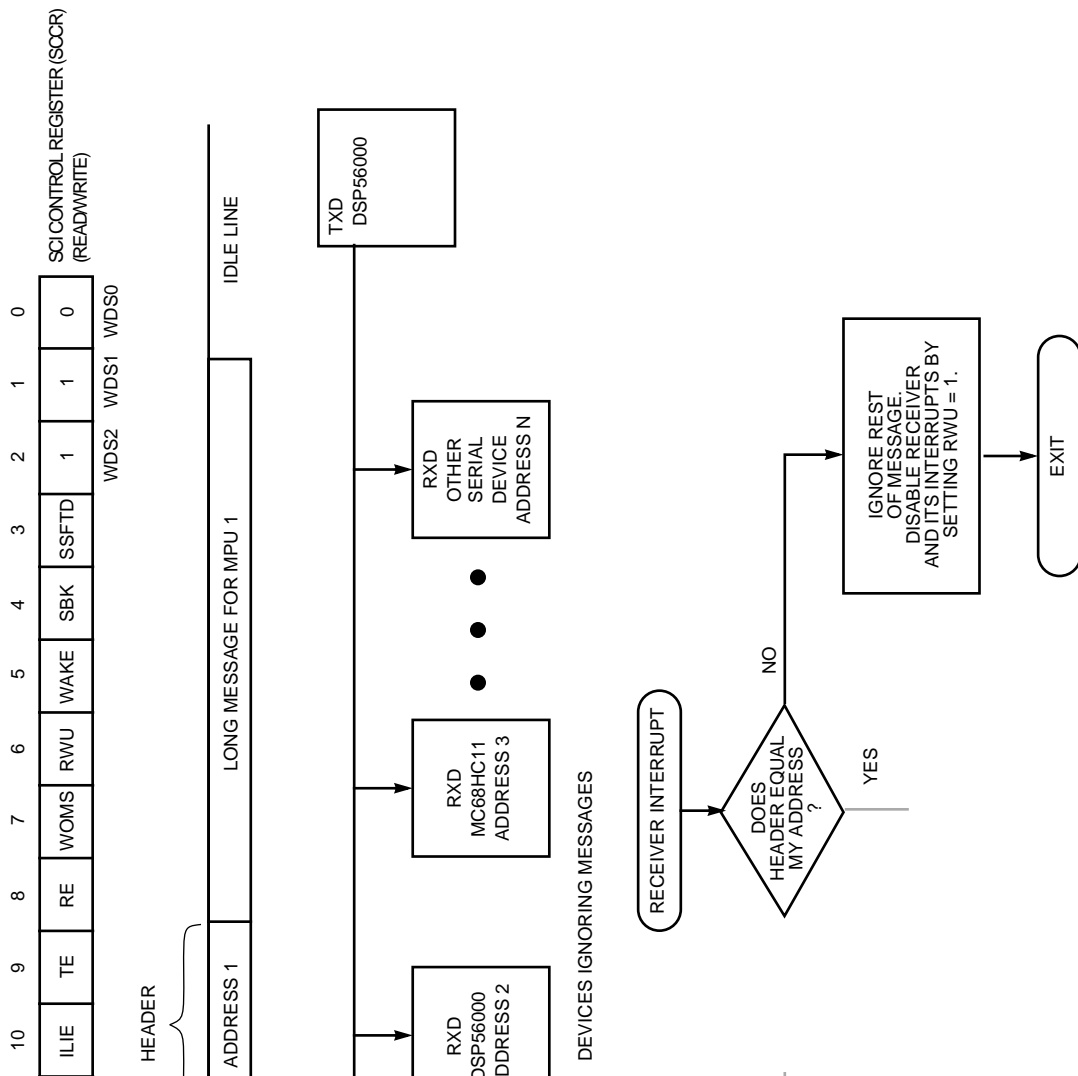 10 9 8 7 6 5 4 3 2 1 0
ILIE TE RE WOMS RWU WAKE SBK SSFTD 1 1 0
SCI CONTROL REGISTER (SCCR)
(READ/WRITE)
WDS2 WDS1 WDS0
HEADER
ADDRESS 1
LONG MESSAGE FOR MPU 1
IDLE LINE
TXD
DSP56000
RXD
DSP56000
ADDRESS 2
RXD
MC68HC11
ADDRESS 3
RXD
OTHER
SERIAL
DEVICE
ADDRESS N
DEVICES IGNORING MESSAGES
RECEIVER INTERRUPT
DOES
HEADER EQUAL
MY ADDRESS
?
NO
YES
IGNORE REST
OF MESSAGE.
DISABLE RECEIVER
AND ITS INTERRUPTS BY
SETTING RWU = 1.
EXIT